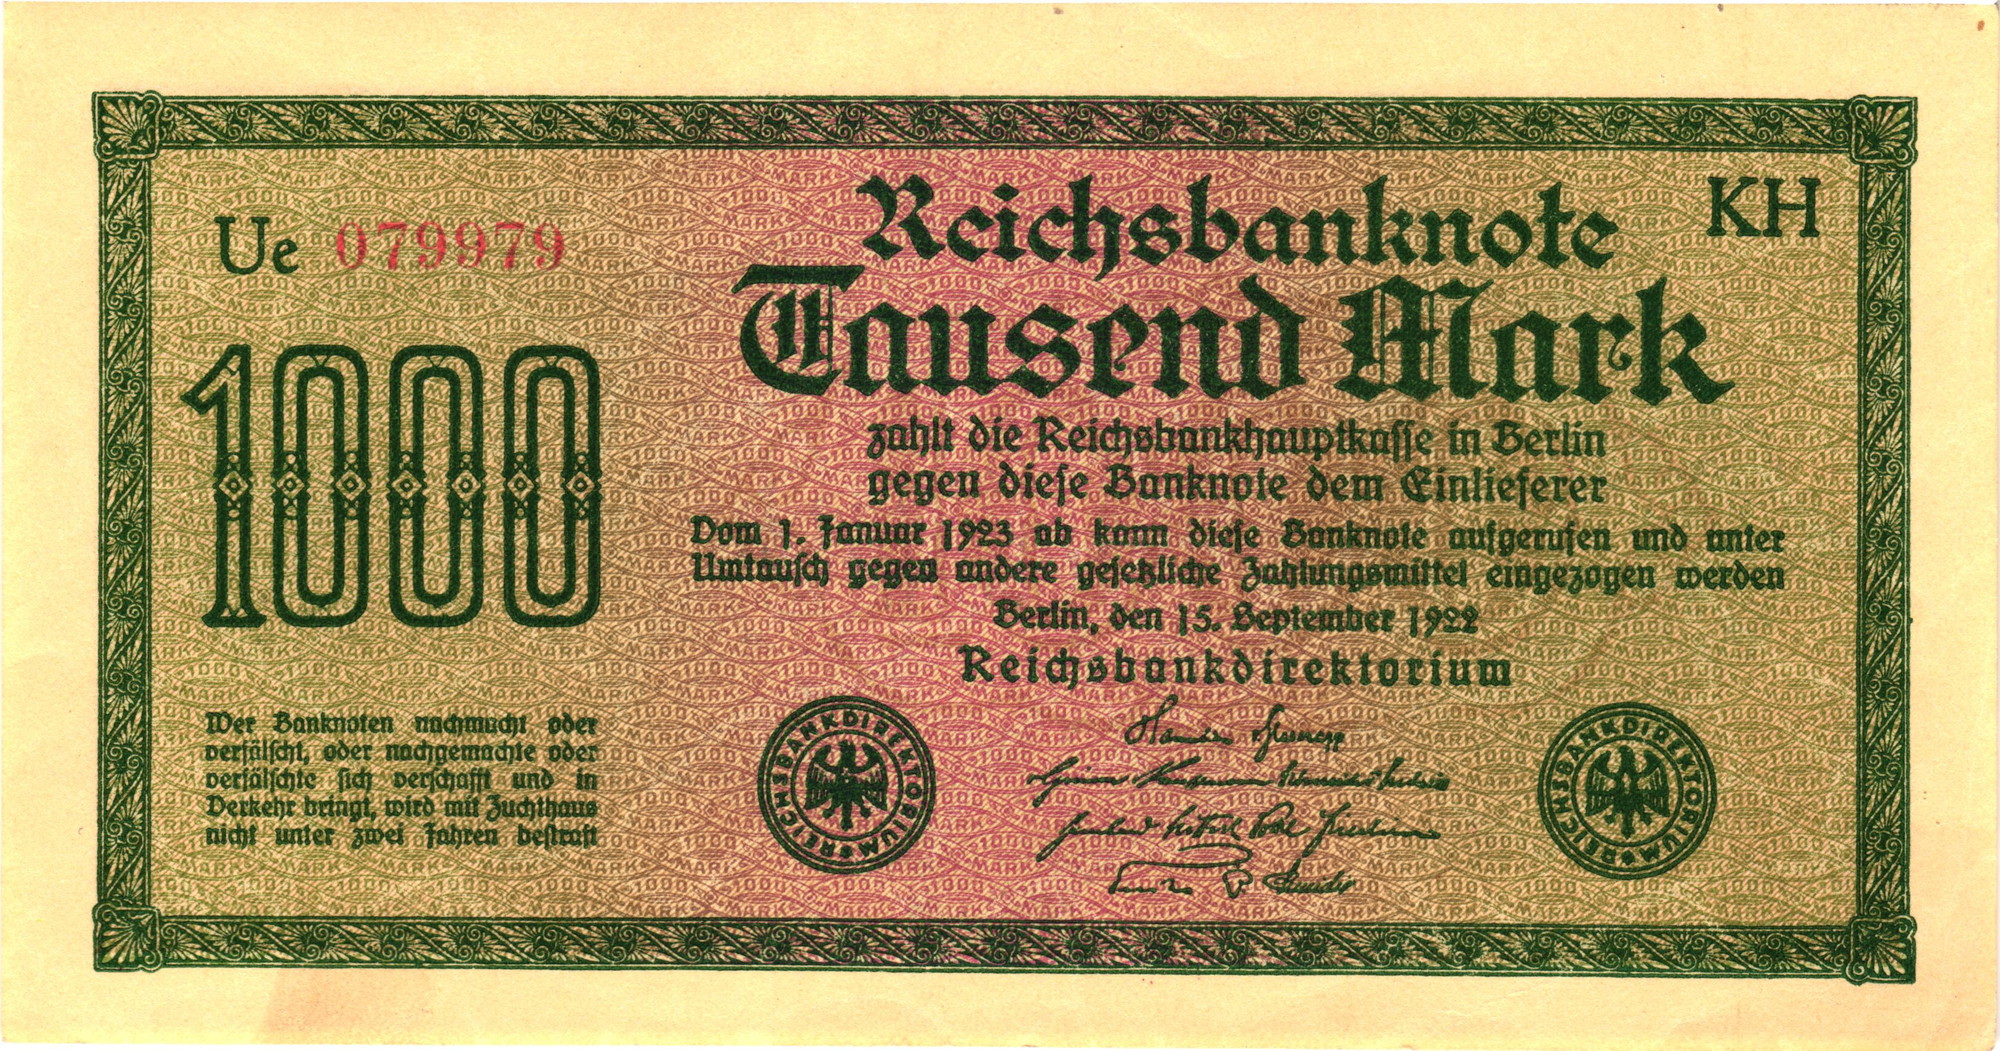 Ue 079979
Reichsbanknote
KH
Tausend Mark
1000
zahlt die Reichsbankhauptkasse in Berlin
gegen diese Banknote dem Einlieferer
Vom 1. Januar 1923 ab kann diese Banknote aufgerufen und unter
Umtausch gegen andere gesetzliche Zahlungsmittel eingezogen werden
Berlin, den 15. September 1922
Reichsbankdirektorium
Wer Banknoten nachmacht oder
verfälscht, oder nachgemachte oder
verfälschte sich verschafft und in
Verkehr bringt, wird mit Zuchthaus
nicht unter zwei Jahren bestraft
REICHSBANKDIREKTORIUM
REICHSBANKDIREKTORIUM